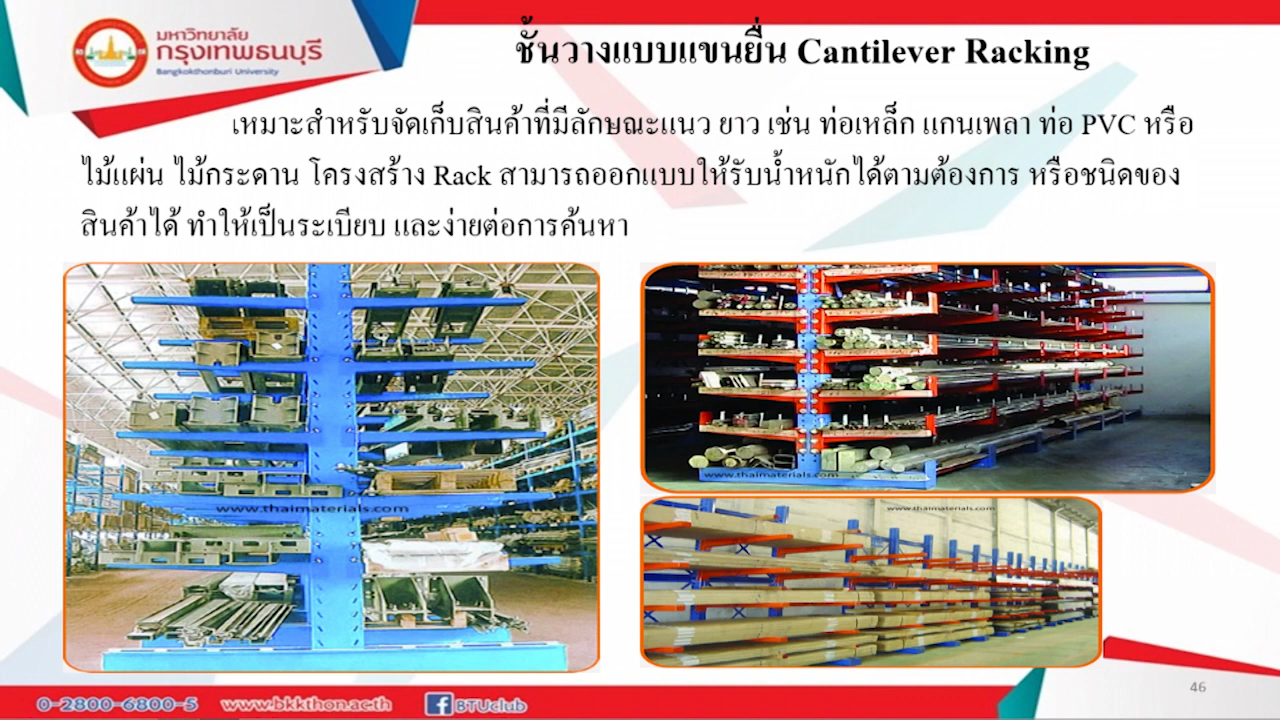 มหาวิทยาลัย
กรุงเทพธนบุรี
Bangkokthonburi University
ชั้นวางแบบแขนยื่น Cantilever Racking
เหมาะสำหรับจัดเก็บสินค้าที่มีลักษณะแนว ยาว เช่น ท่อเหล็ก แกนเพลา ท่อ PVC หรือ
ไม้แผ่น ไม้กระดาน โครงสร้าง Rack สามารถออกแบบให้รับน้ำหนักได้ตามต้องการ หรือชนิดของ
สินค้าได้ ทำให้เป็นระเบียบ และง่ายต่อการค้นหา
www.thaimaterials.com
www.thaimaterials.com
www.thaimaterials.com
46
0-2800-6800-5 www.bkkthon.ac.th BTUclub